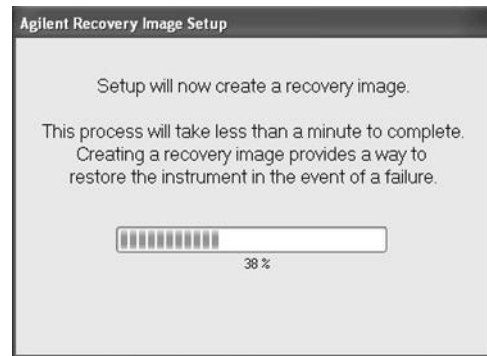 Agilent Recovery Image Setup
Setup will now create a recovery image.
This process will take less than a minute to complete.
Creating a recovery image provides a way to
restore the instrument in the event of a failure.
38 %